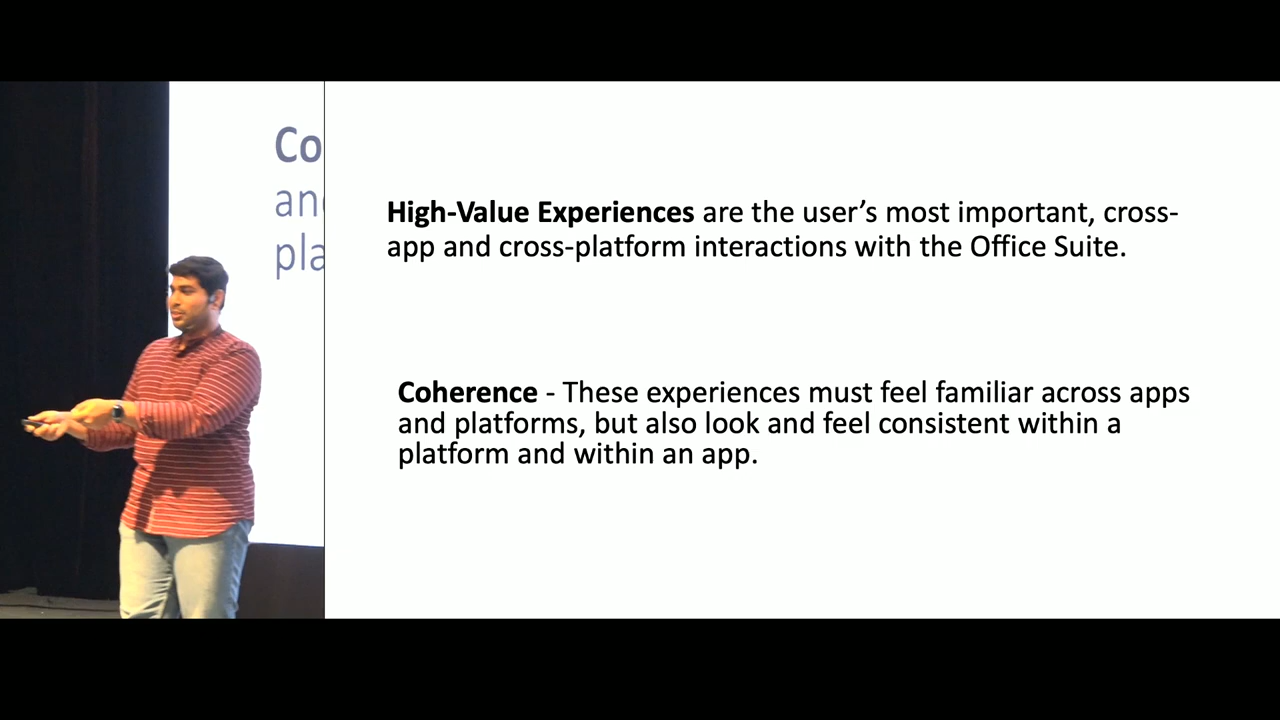 Co
an
pla
High-Value Experiences are the user’s most important, cross-
app and cross-platform interactions with the Office Suite.
Coherence - These experiences must feel familiar across apps
and platforms, but also look and feel consistent within a
platform and within an app.